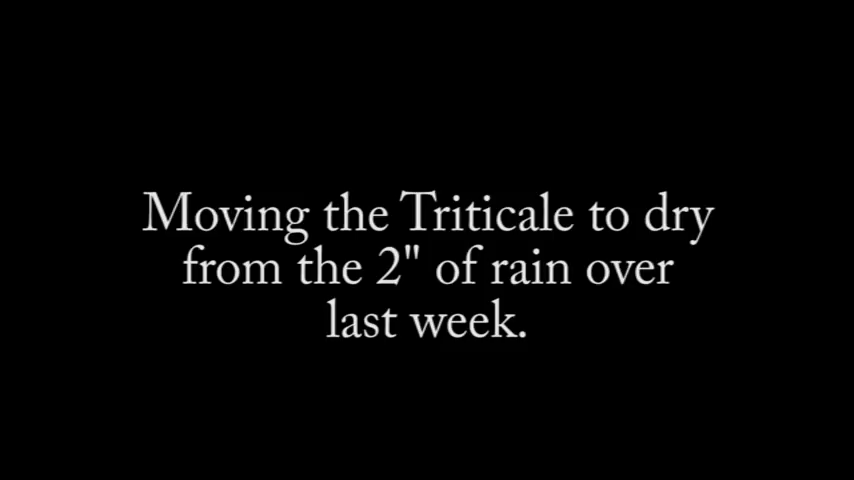 Moving the Triticale to dry
from the 2" of rain over
last week.